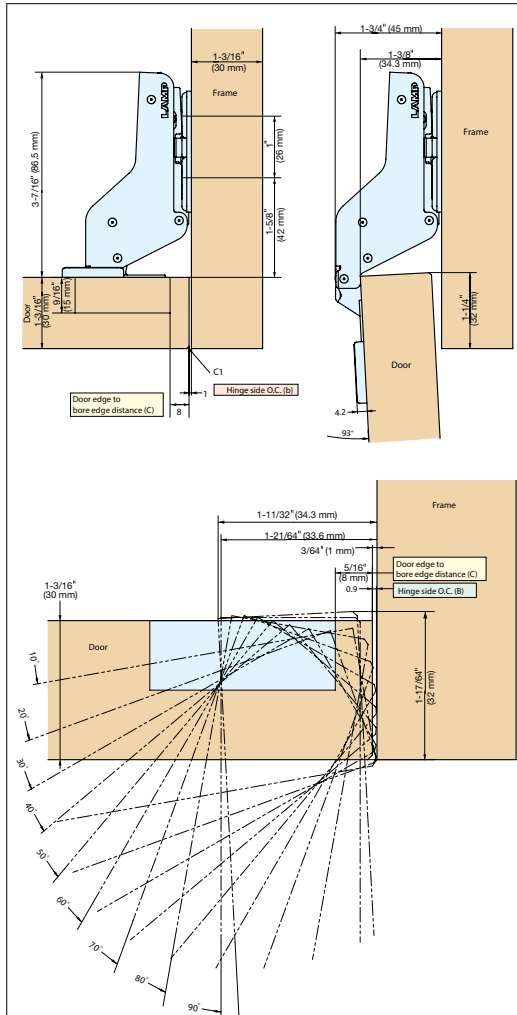 1-3/16"
(30 mm)
Frame
LAMP
3-7/16" (86.5 mm)
1"
(26 mm)
1-5/8"
(42 mm)
Door
1-3/16"
(30 mm)
9/16"
(15 mm)
C1
1
8
Door edge to
bore edge distance (C)
Hinge side O.C. (b)
1-3/4" (45 mm)
1-3/8"
(34.3 mm)
Frame
LAMP
1-1/4"
(32 mm)
Door
4.2
93°
Frame
1-11/32" (34.3 mm)
1-21/64" (33.6 mm)
3/64" (1 mm)
5/16"
(8 mm)
Door edge to
bore edge distance (C)
0.9
Hinge side O.C. (B)
1-3/16"
(30 mm)
Door
1-17/64"
(32 mm)
10°
20°
30°
40°
50°
60°
70°
80°
90°